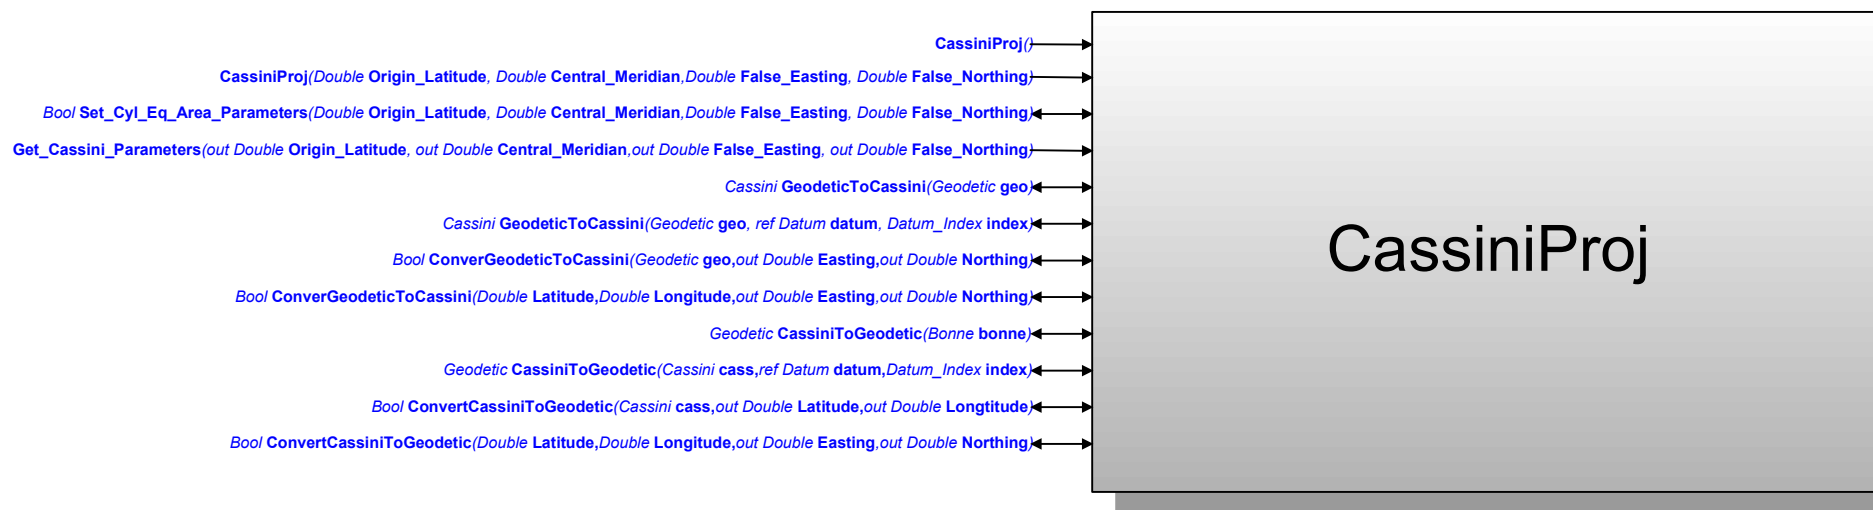 CassiniProj()
CassiniProj(Double Origin_Latitude, Double Central_Meridian,Double False_Easting, Double False_Northing)
Bool Set_Cyl_Eq_Area_Parameters(Double Origin_Latitude, Double Central_Meridian,Double False_Easting, Double False_Northing)
Get_Cassini_Parameters(out Double Origin_Latitude, out Double Central_Meridian,out Double False_Easting, out Double False_Northing)
Cassini GeodeticToCassini(Geodetic geo)
Cassini GeodeticToCassini(Geodetic geo, ref Datum datum, Datum_Index index)
Bool ConverGeodeticToCassini(Geodetic geo,out Double Easting,out Double Northing)
Bool ConverGeodeticToCassini(Double Latitude,Double Longitude,out Double Easting,out Double Northing)
Geodetic CassiniToGeodetic(Bonne bonne)
Geodetic CassiniToGeodetic(Cassini cass,ref Datum datum,Datum_Index index)
Bool ConvertCassiniToGeodetic(Cassini cass,out Double Latitude,out Double Longtitude)
Bool ConvertCassiniToGeodetic(Double Latitude,Double Longitude,out Double Easting,out Double Northing)
CassiniProj